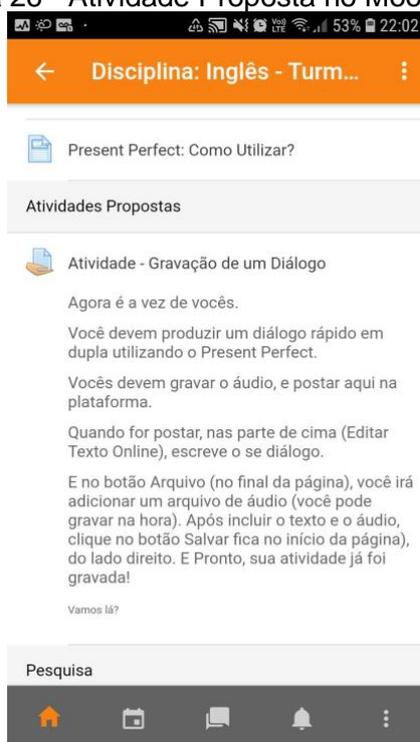 26 - Atividade Proposta no Moo
53% 22:02
Disciplina: Inglês - Turm...
Present Perfect: Como Utilizar?
Atividades Propostas
Atividade - Gravação de um Diálogo
Agora é a vez de vocês.
Você devem produzir um diálogo rápido em
dupla utilizando o Present Perfect.
Vocês devem gravar o áudio, e postar aqui na
plataforma.
Quando for postar, nas parte de cima (Editar
Texto Online), escreve o se diálogo.
E no botão Arquivo (no final da página), você irá
adicionar um arquivo de áudio (você pode
gravar na hora). Após incluir o texto e o áudio,
clique no botão Salvar fica no início da página),
do lado direito. E Pronto, sua atividade já foi
gravada!
Vamos lá?
Pesquisa